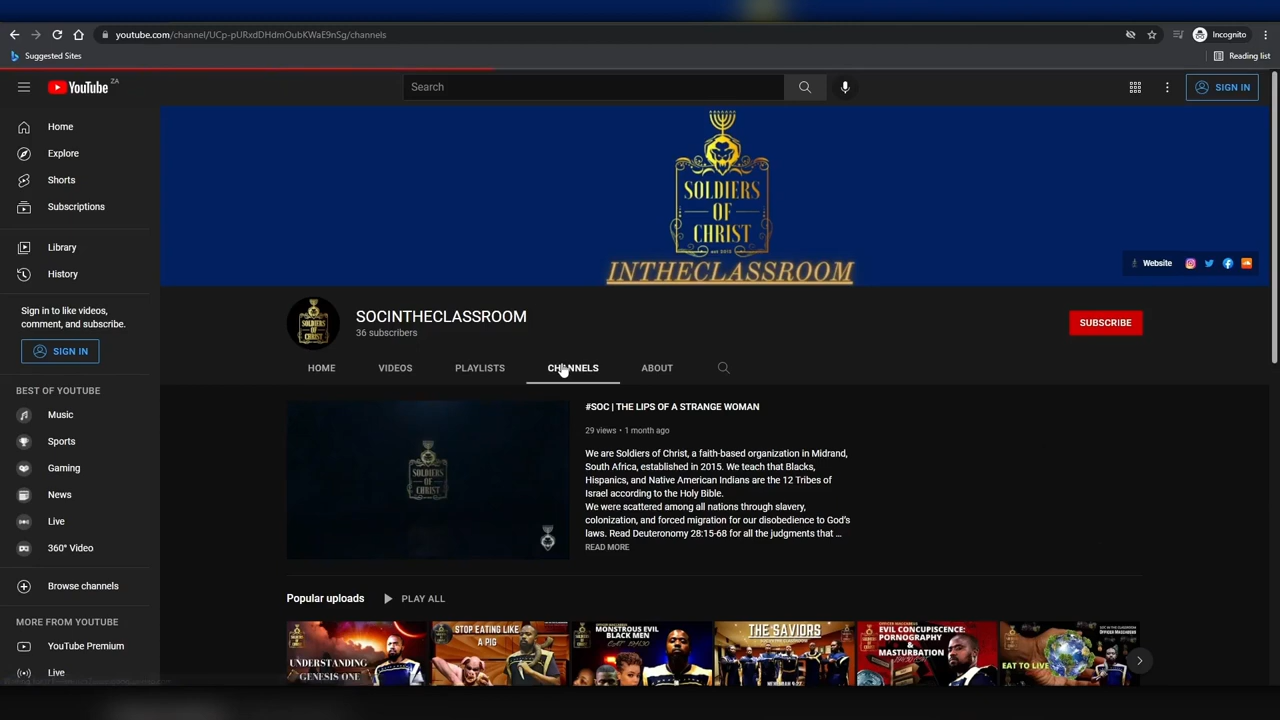 youtube.com/channel/UCp-pURxdDHdmOubKWaE9nSg/channels
Incognito
Suggested Sites
Reading list
YouTube ZA
Search
SIGN IN
Home
Explore
Shorts
Subscriptions
Library
History
Sign in to like videos,
comment, and subscribe.
SIGN IN
BEST OF YOUTUBE
Music
Sports
Gaming
News
Live
360° Video
Browse channels
MORE FROM YOUTUBE
YouTube Premium
Live
SOLDIERS
OF
CHRIST
est 2015
INTHECLASSROOM
Website
SOLDIERS
OF
CHRIST
SOCINTHECLASSROOM
36 subscribers
SUBSCRIBE
HOME
VIDEOS
PLAYLISTS
CHANNELS
ABOUT
SOLDIERS
OF
CHRIST
#SOC | THE LIPS OF A STRANGE WOMAN
29 views • 1 month ago
We are Soldiers of Christ, a faith-based organization in Midrand,
South Africa, established in 2015. We teach that Blacks,
Hispanics, and Native American Indians are the 12 Tribes of
Israel according to the Holy Bible.
We were scattered among all nations through slavery,
colonization, and forced migration for our disobedience to God's
laws. Read Deuteronomy 28:15-68 for all the judgments that ...
READ MORE
Popular uploads
PLAY ALL
UNDERSTANDING
GENESIS ONE
STOP EATING LIKE
A PIG
MONSTROUS EVIL
BLACK MEN
THE SAVIORS
EVIL CONCUPISCENCE:
PORNOGRAPHY
&
MASTURBATION
EAT TO LIVE